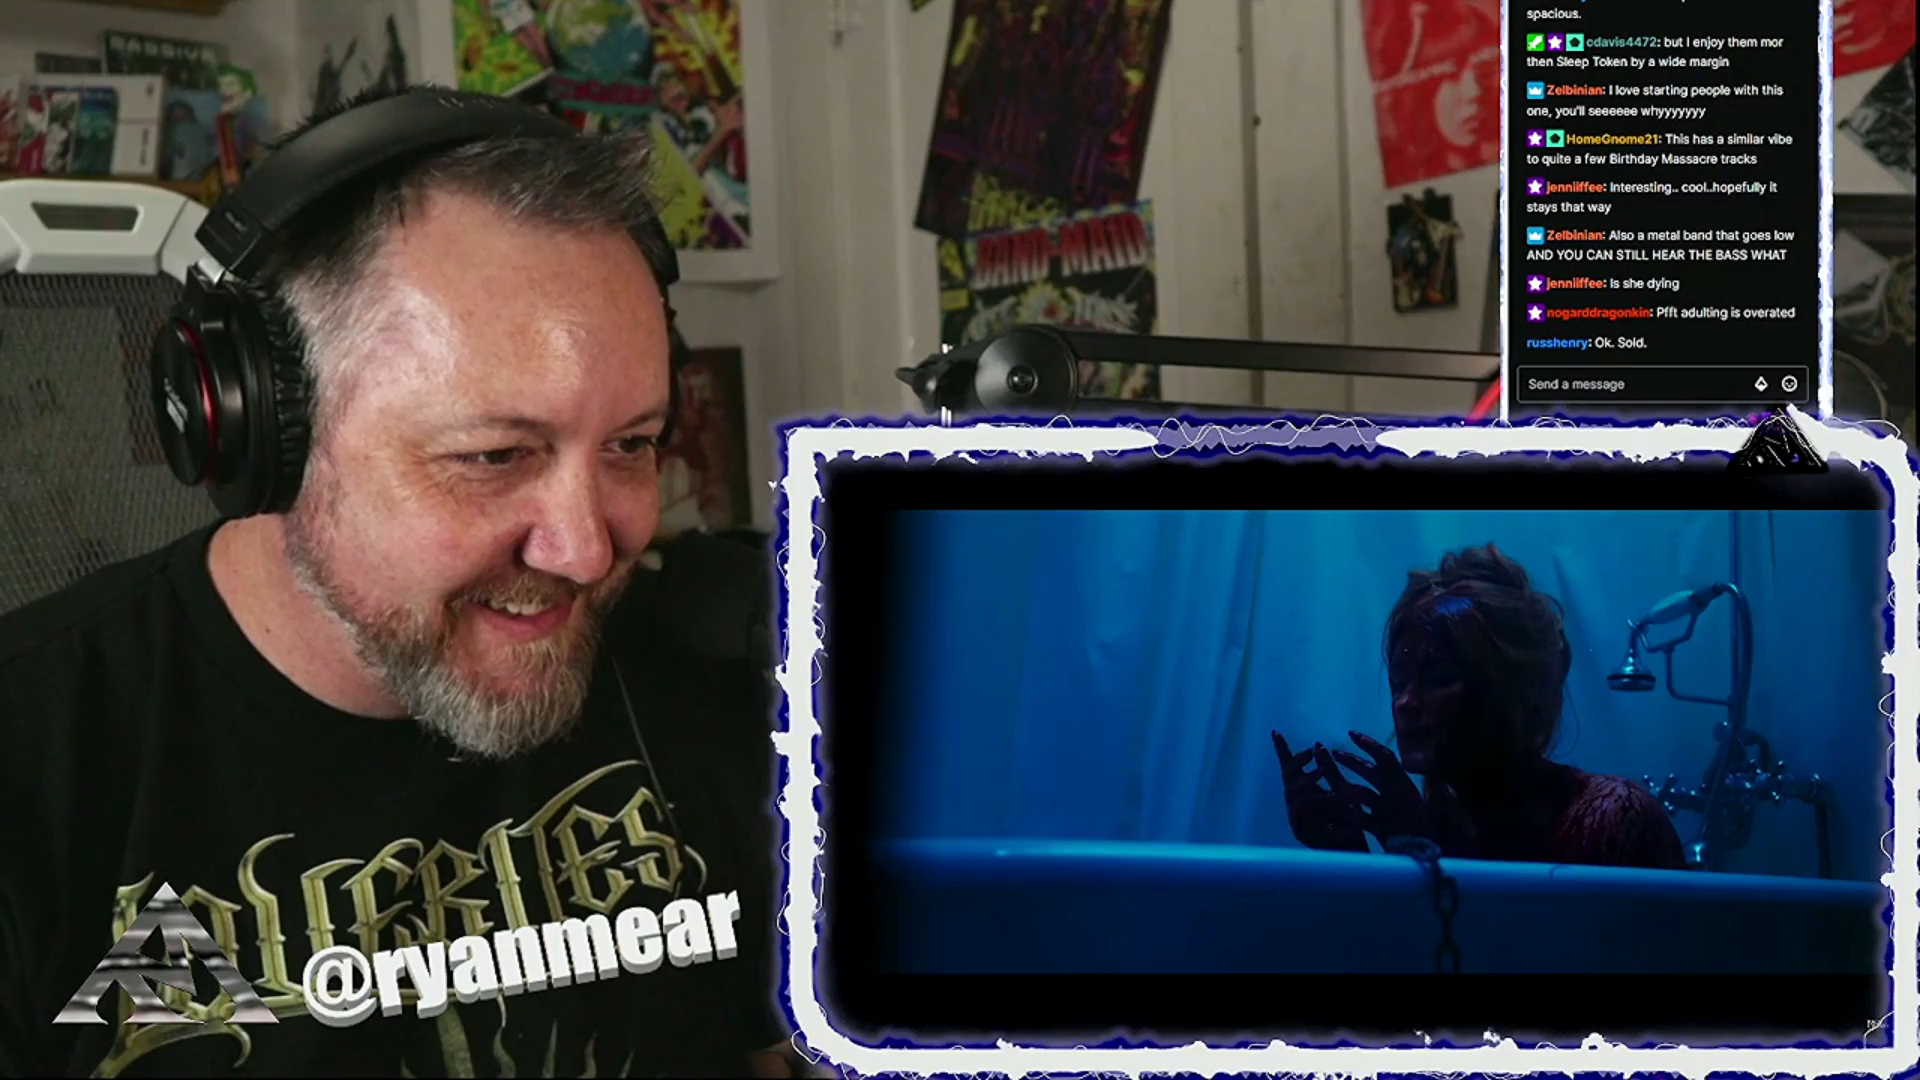 spacious.
cdavis4472: but I enjoy them mor
then Sleep Token by a wide margin
Zelbinian: I love starting people with this
one, you'll seeeeee whyyyyyy
HomeGnome21: This has a similar vibe
to quite a few Birthday Massacre tracks
jenniiffee: Interesting.. cool..hopefully it
stays that way
Zelbinian: Also a metal band that goes low
AND YOU CAN STILL HEAR THE BASS WHAT
jenniiffee: Is she dying
nogarddragonkin: Pfft adulting is overated
russhenry: Ok. Sold.
Send a message
MASSIVE
BAND-MAID
LOVEBITES
@ryanmear